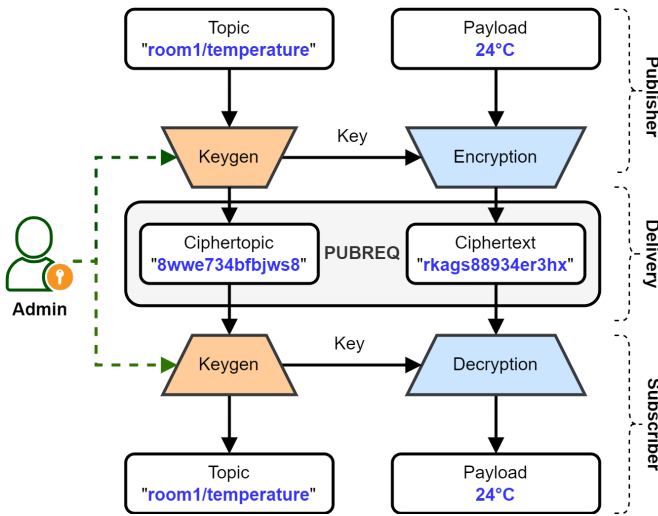 Topic
"room1/temperature"
Payload
24°C
Publisher
Keygen
Key
Encryption
Admin
Ciphertopic
"8wwe734bfbjws8"
PUBREQ
Ciphertext
"rkags88934er3hx"
Delivery
Keygen
Key
Decryption
Subscriber
Topic
"room1/temperature"
Payload
24°C